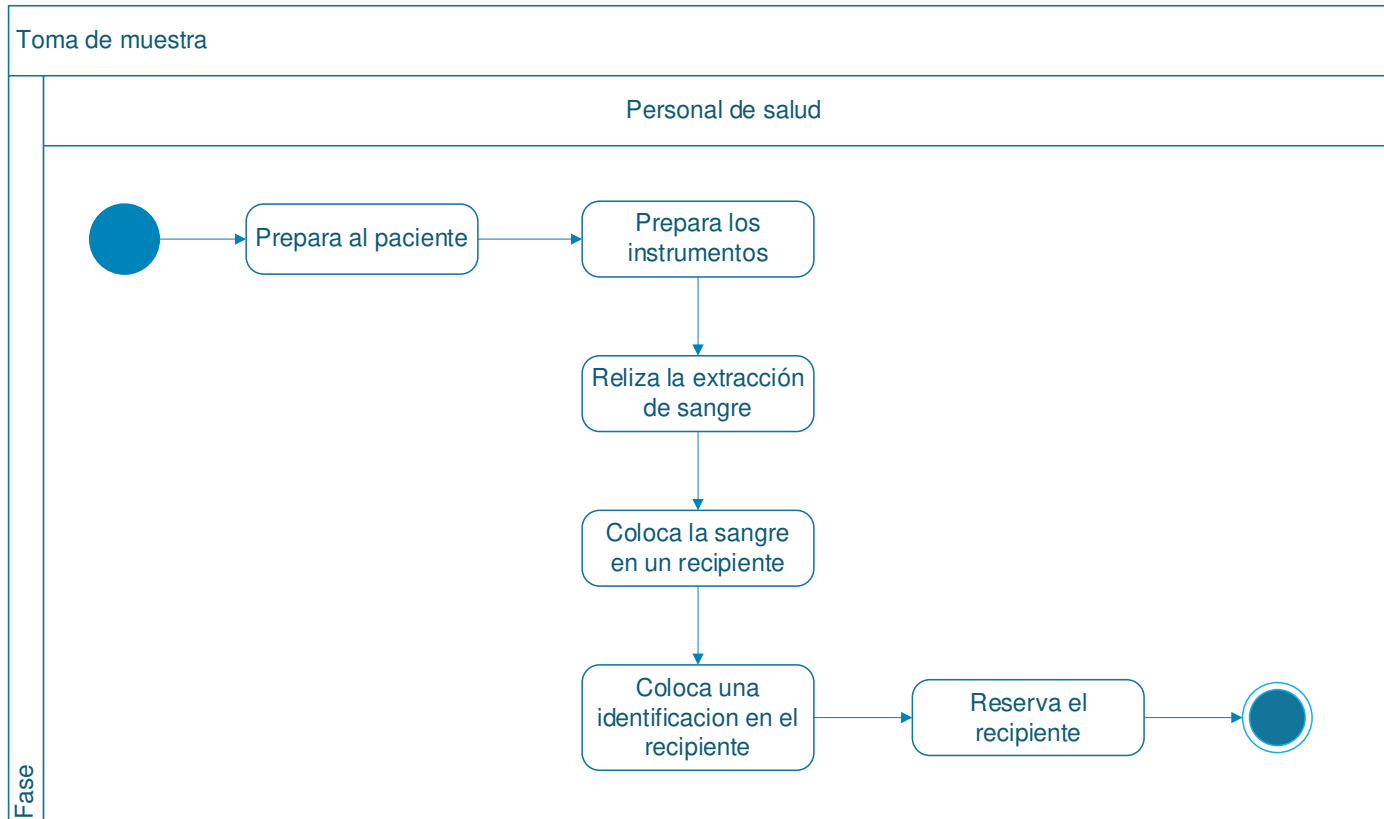 Toma de muestra
Personal de salud
Prepara al paciente
Prepara los
instrumentos
Reliza la extracción
de sangre
Coloca la sangre
en un recipiente
Coloca una
identificacion en el
recipiente
Reserva el
recipiente
Fase